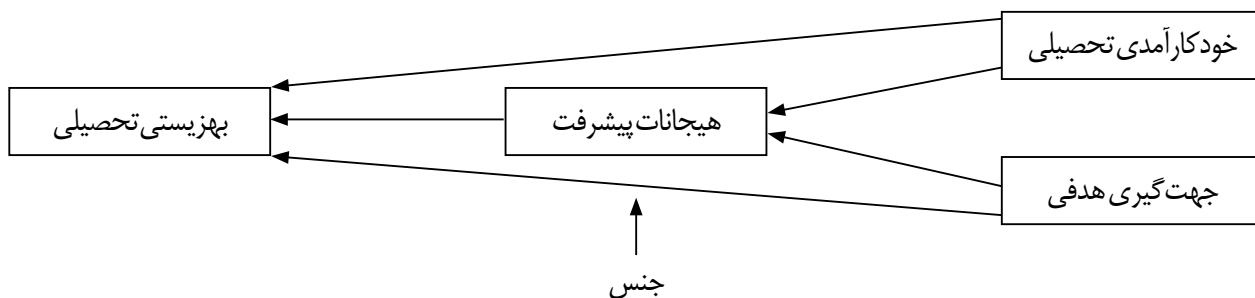 خودکارآمدی تحصیلی
هیجانات پیشرفت
بهزیستی تحصیلی
جهت‌گیری هدفی
جنس